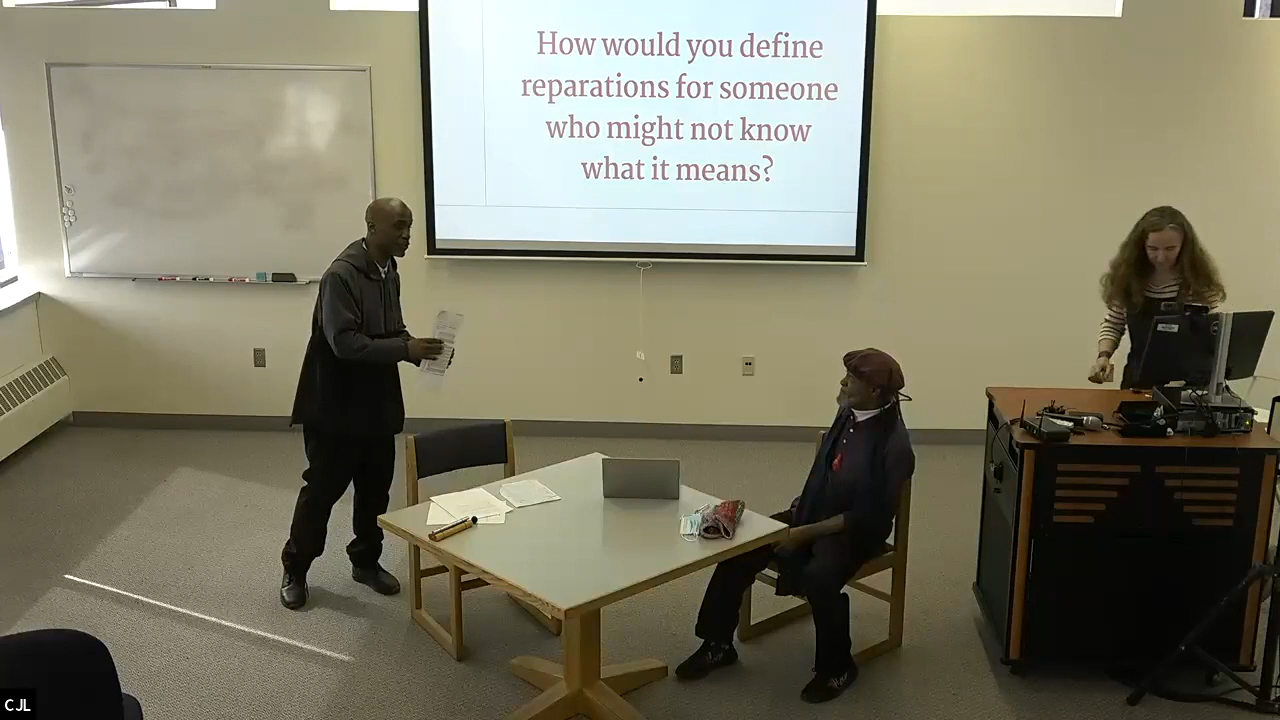 How would you define
reparations for someone
who might not know
what it means?
CJL